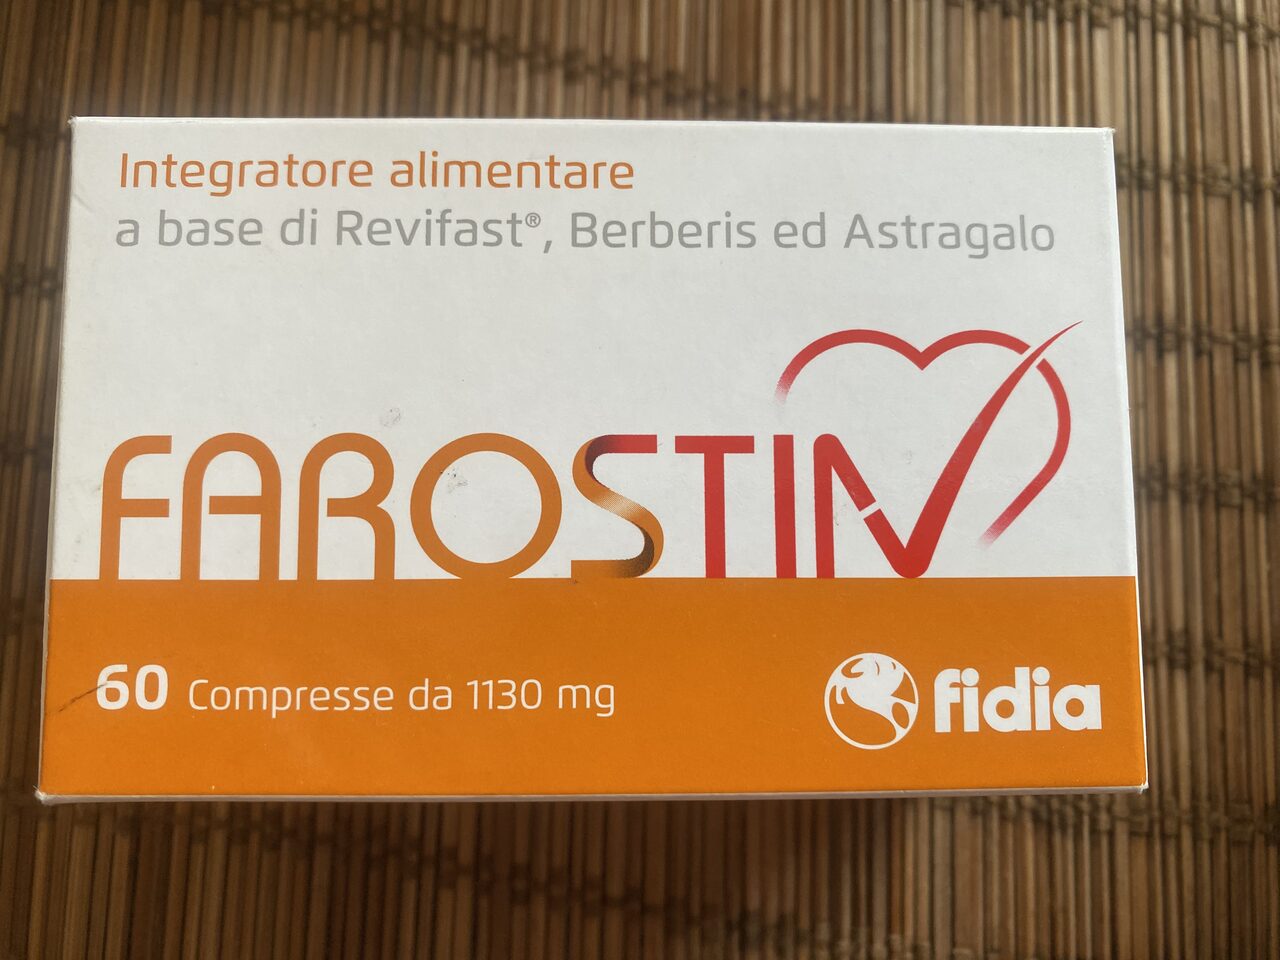 Integratore alimentare
a base di Revifast®, Berberis ed Astragalo
FAROSTIN
60 Compresse da 1130 mg
fidia